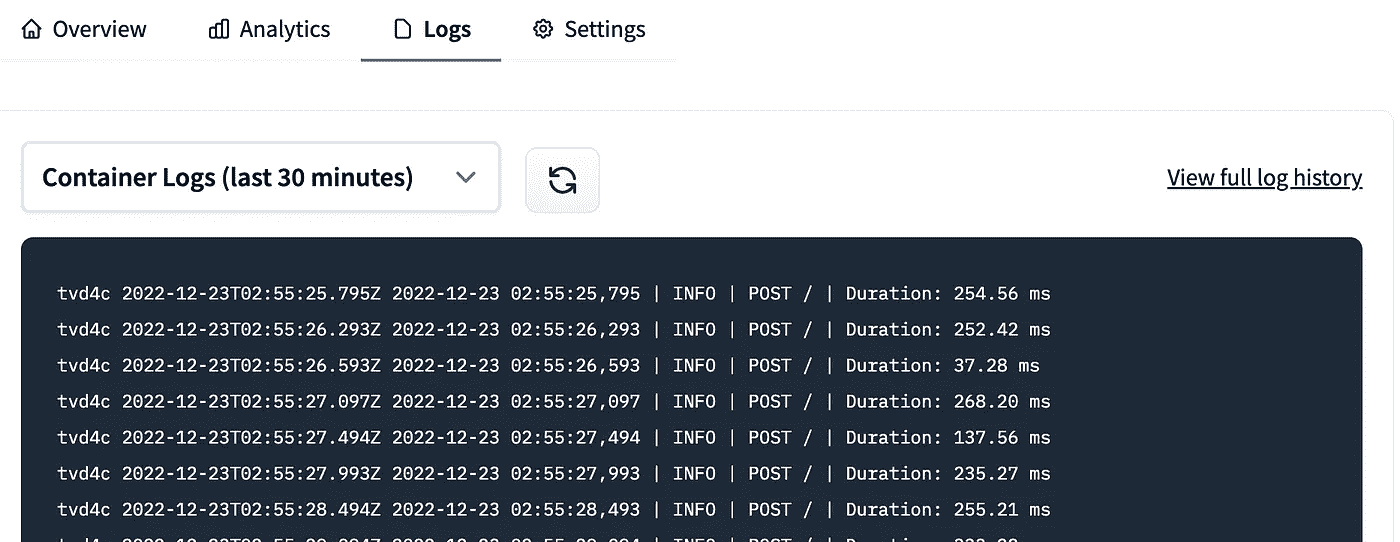 Overview Analytics Logs Settings
Container Logs (last 30 minutes) View full log history
tvd4c 2022-12-23T02:55:25.795Z 2022-12-23 02:55:25,795 | INFO | POST / | Duration: 254.56 ms
tvd4c 2022-12-23T02:55:26.293Z 2022-12-23 02:55:26,293 | INFO | POST / | Duration: 252.42 ms
tvd4c 2022-12-23T02:55:26.593Z 2022-12-23 02:55:26,593 | INFO | POST / | Duration: 37.28 ms
tvd4c 2022-12-23T02:55:27.097Z 2022-12-23 02:55:27,097 | INFO | POST / | Duration: 268.20 ms
tvd4c 2022-12-23T02:55:27.494Z 2022-12-23 02:55:27,494 | INFO | POST / | Duration: 137.56 ms
tvd4c 2022-12-23T02:55:27.993Z 2022-12-23 02:55:27,993 | INFO | POST / | Duration: 235.27 ms
tvd4c 2022-12-23T02:55:28.494Z 2022-12-23 02:55:28,493 | INFO | POST / | Duration: 255.21 ms